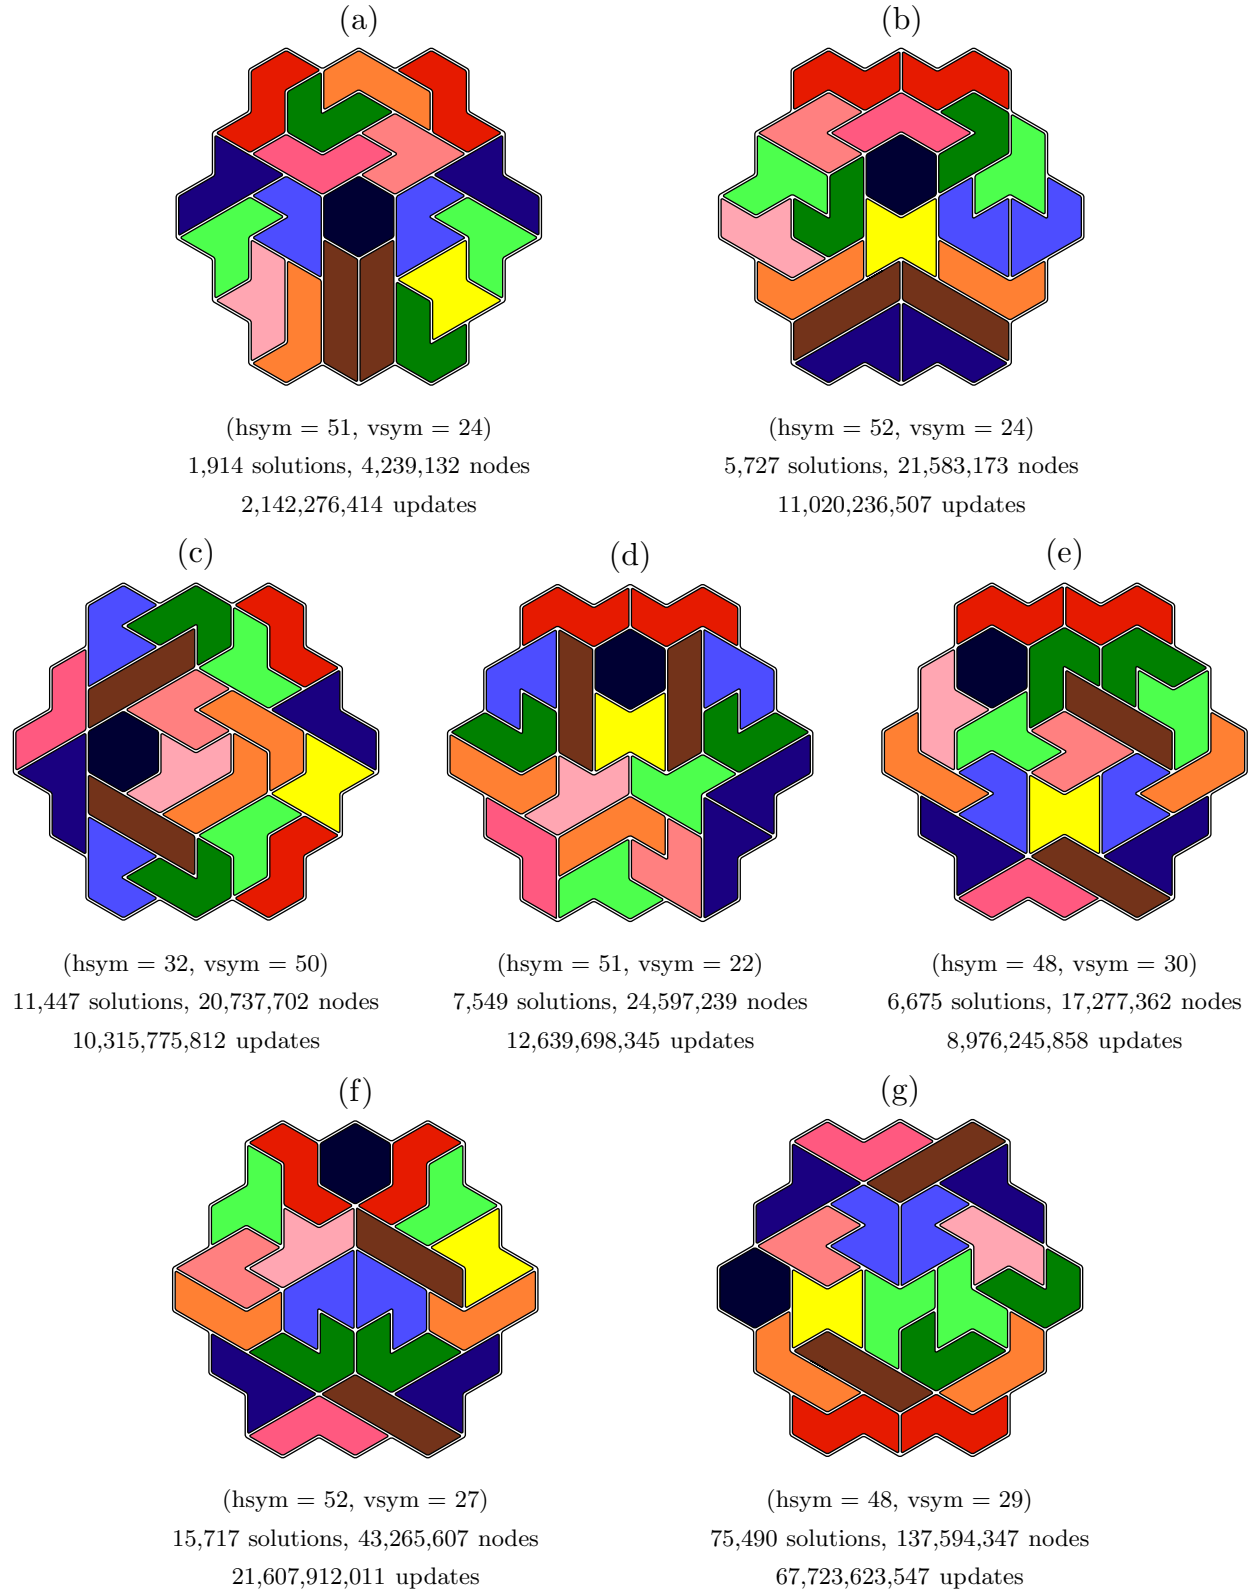 (a)
(b)
(hsym = 51, vsym = 24)
1,914 solutions, 4,239,132 nodes
2,142,276,414 updates
(hsym = 52, vsym = 24)
5,727 solutions, 21,583,173 nodes
11,020,236,507 updates
(c)
(d)
(e)
(hsym = 32, vsym = 50)
11,447 solutions, 20,737,702 nodes
10,315,775,812 updates
(hsym = 51, vsym = 22)
7,549 solutions, 24,597,239 nodes
12,639,698,345 updates
(hsym = 48, vsym = 30)
6,675 solutions, 17,277,362 nodes
8,976,245,858 updates
(f)
(g)
(hsym = 52, vsym = 27)
15,717 solutions, 43,265,607 nodes
21,607,912,011 updates
(hsym = 48, vsym = 29)
75,490 solutions, 137,594,347 nodes
67,723,623,547 updates